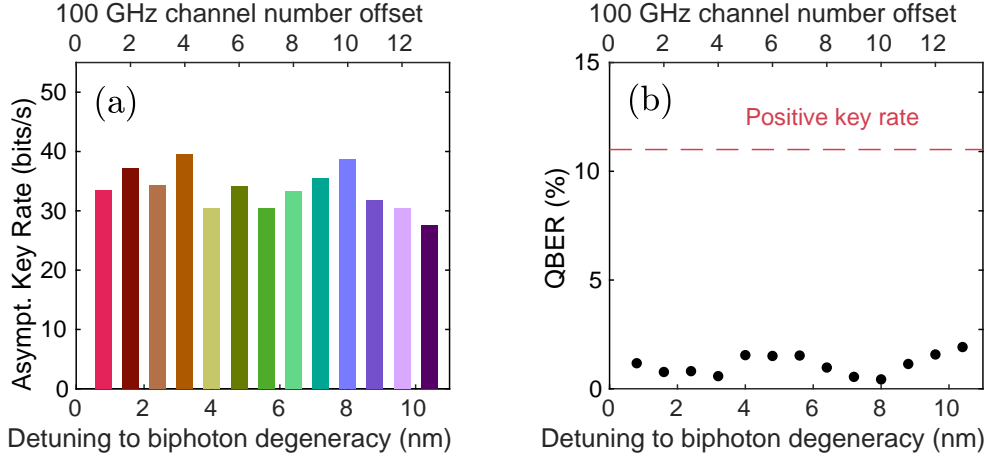 100 GHz channel number offset
0 2 4 6 8 10 12
(a)
Asympt. Key Rate (bits/s)
50
40
30
20
10
0
0 2 4 6 8 10
Detuning to biphoton degeneracy (nm)
100 GHz channel number offset
0 2 4 6 8 10 12
(b)
Positive key rate
QBER (%)
15
10
5
0
0 2 4 6 8 10
Detuning to biphoton degeneracy (nm)